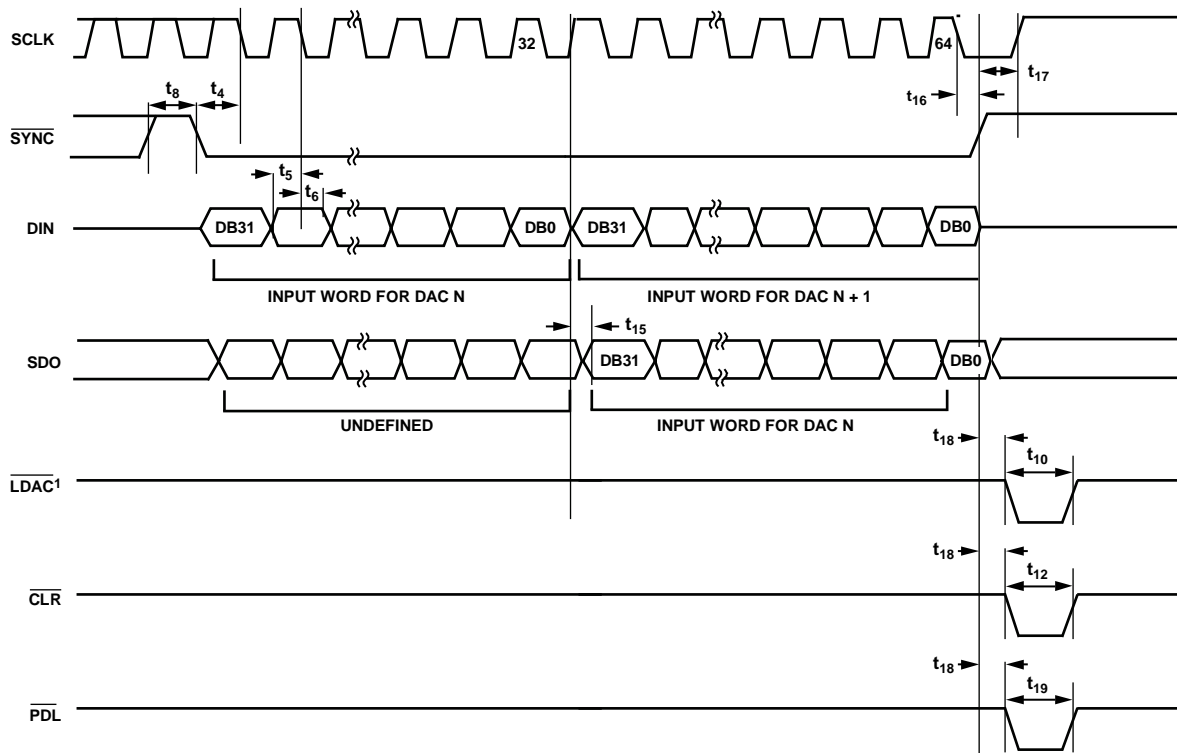 SCLK
32
64
t17
t16
t8
t4
SYNC
t5
t6
DIN
DB31
DB0
DB31
DB0
INPUT WORD FOR DAC N
INPUT WORD FOR DAC N + 1
t15
SDO
DB31
DB0
UNDEFINED
INPUT WORD FOR DAC N
t18
t10
LDAC1
t18
t12
CLR
t18
t19
PDL